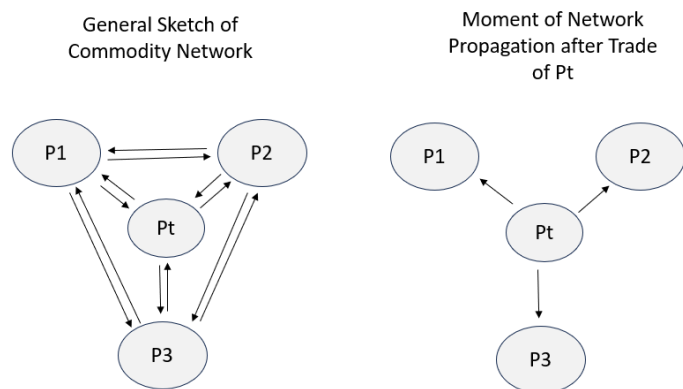 General Sketch of
Commodity Network
Moment of Network
Propagation after Trade
of Pt
P1
P2
Pt
P3
P1
P2
Pt
P3